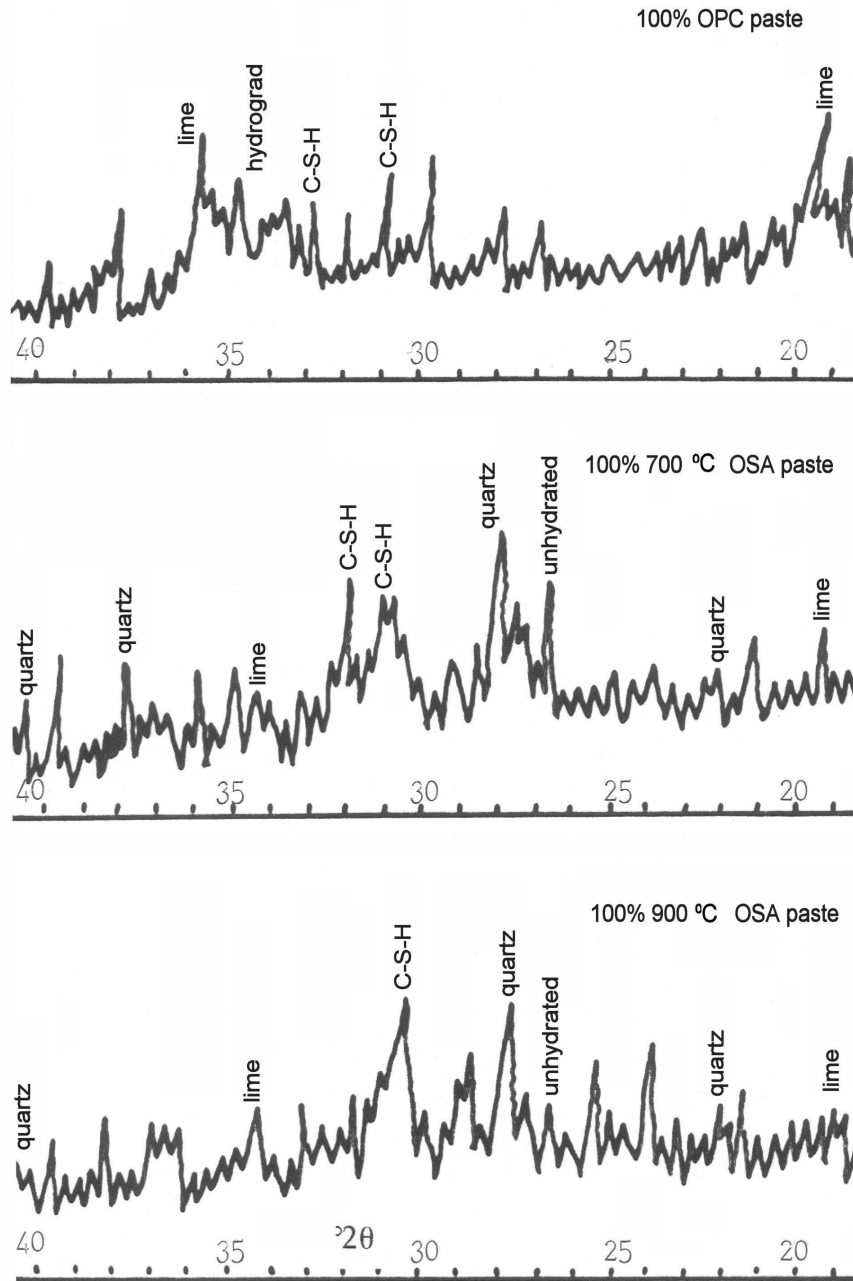 100% OPC paste
lime
hydrograd
C-S-H
C-S-H
lime
40 35 30 25 20
100% 700 ⁰C OSA paste
quartz
quartz
lime
C-S-H
C-S-H
quartz
unhydrated
quartz
lime
40 35 30 25 20
100% 900 ⁰C OSA paste
quartz
lime
C-S-H
quartz
unhydrated
quartz
lime
40 35 °2θ 30 25 20